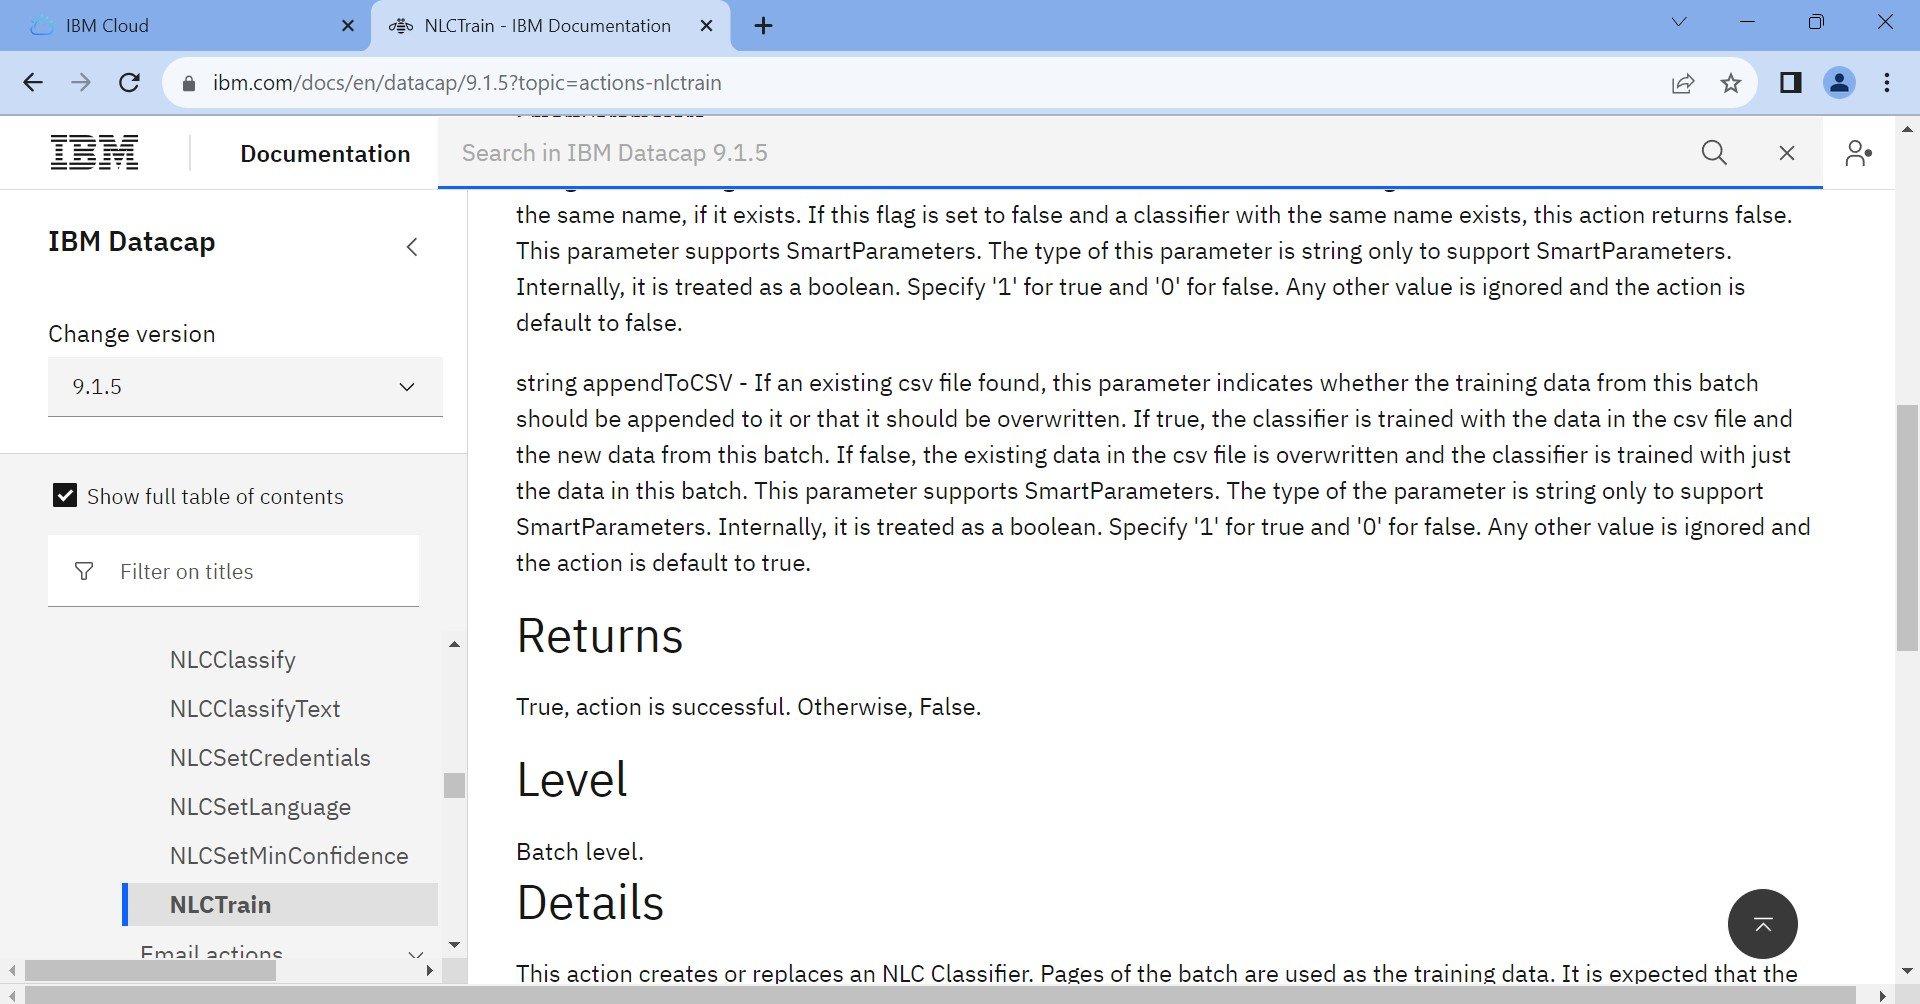 IBM Cloud
NLCTrain - IBM Documentation
ibm.com/docs/en/datacap/9.1.5?topic=actions-nlctrain
IBM
Documentation
Search in IBM Datacap 9.1.5
IBM Datacap
Change version
9.1.5
Show full table of contents
Filter on titles
NLCClassify
NLCClassifyText
NLCSetCredentials
NLCSetLanguage
NLCSetMinConfidence
NLCTrain
Email actions
the same name, if it exists. If this flag is set to false and a classifier with the same name exists, this action returns false.
This parameter supports SmartParameters. The type of this parameter is string only to support SmartParameters.
Internally, it is treated as a boolean. Specify '1' for true and '0' for false. Any other value is ignored and the action is
default to false.
string appendToCSV - If an existing csv file found, this parameter indicates whether the training data from this batch
should be appended to it or that it should be overwritten. If true, the classifier is trained with the data in the csv file and
the new data from this batch. If false, the existing data in the csv file is overwritten and the classifier is trained with just
the data in this batch. This parameter supports SmartParameters. The type of the parameter is string only to support
SmartParameters. Internally, it is treated as a boolean. Specify '1' for true and '0' for false. Any other value is ignored and
the action is default to true.
Returns
True, action is successful. Otherwise, False.
Level
Batch level.
Details
This action creates or replaces an NLC Classifier. Pages of the batch are used as the training data. It is expected that the